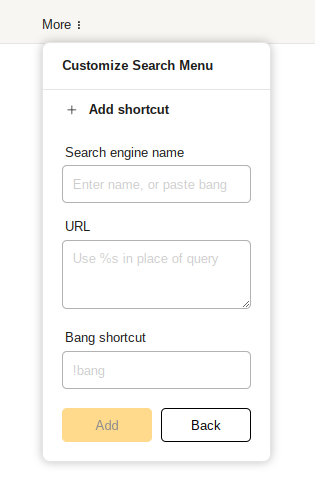 More
Customize Search Menu
+ Add shortcut
Search engine name
Enter name, or paste bang
URL
Use %s in place of query
Bang shortcut
!bang
Add Back